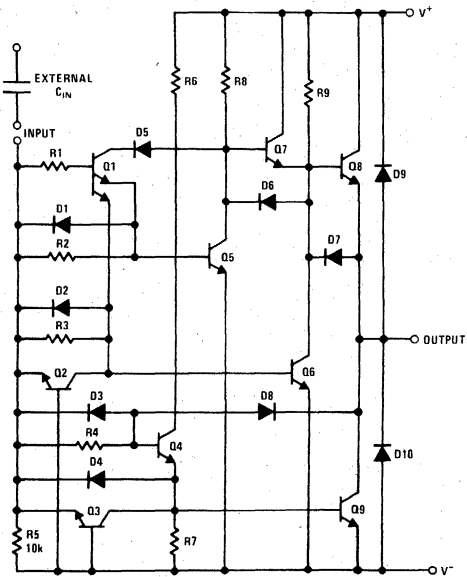 V+
EXTERNAL
CIN
INPUT
R6
R8
R9
R1
D5
Q1
Q7
Q8
D9
D1
D6
R2
Q5
D7
D2
R3
OUTPUT
Q2
Q6
D3
D8
R4
Q4
D4
D10
Q3
Q9
R5
10k
R7
V-